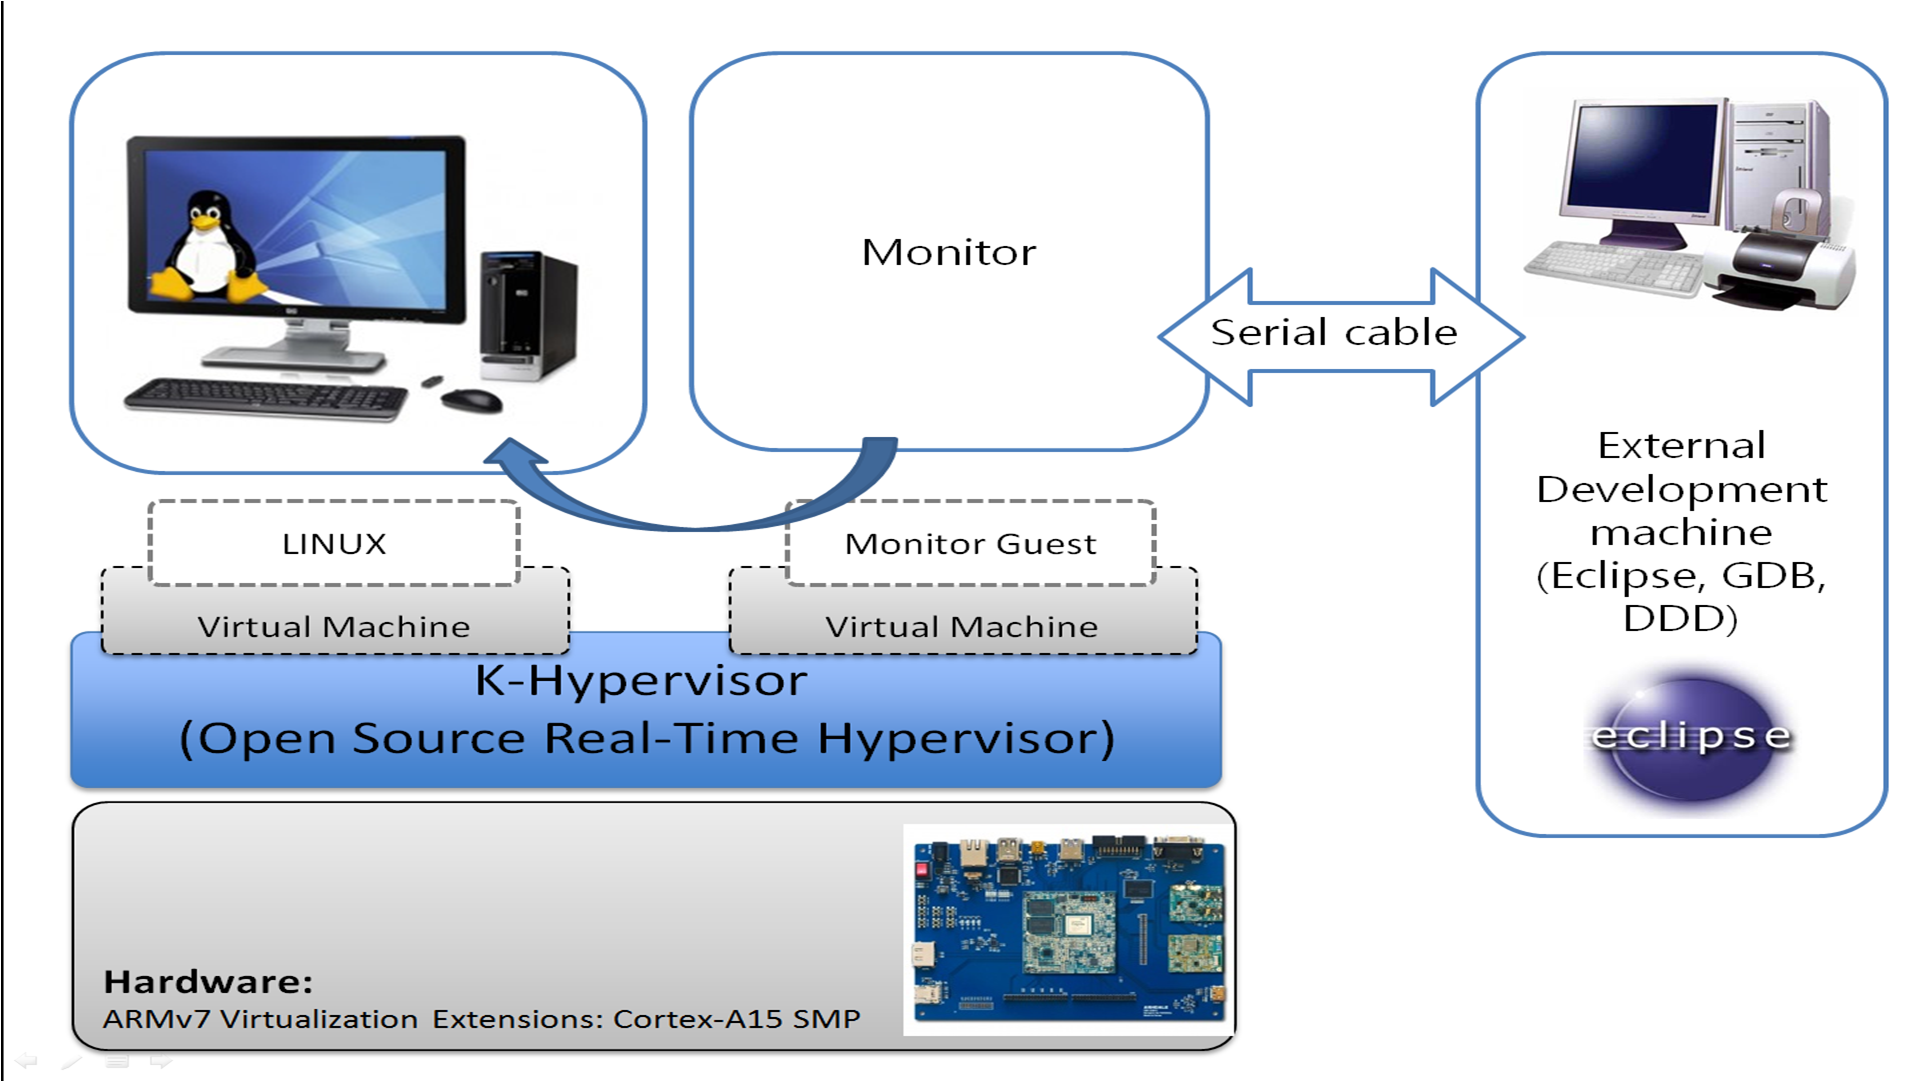 Monitor
Serial cable
External
Development
machine
(Eclipse, GDB,
DDD)
eclipse
LINUX
Monitor Guest
Virtual Machine
Virtual Machine
K-Hypervisor
(Open Source Real-Time Hypervisor)
Hardware:
ARMv7 Virtualization Extensions: Cortex-A15 SMP